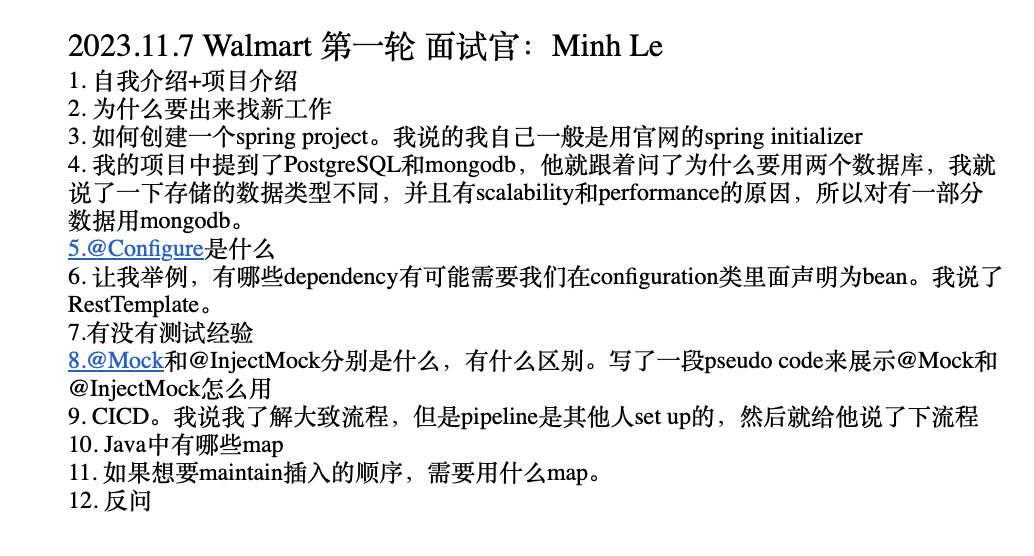 2023.11.7 Walmart 第一轮 面试官：Minh Le
1. 自我介绍+项目介绍
2. 为什么要出来找新工作
3. 如何创建一个spring project。我说的我自己一般是用官网的spring initializer
4. 我的项目中提到了PostgreSQL和mongodb，他就跟着问了为什么要用两个数据库，我就
说了一下存储的数据类型不同，并且有scalability和performance的原因，所以对有一部分
数据用mongodb。
5.@Configure是什么
6. 让我举例，有哪些dependency有可能需要我们在configuration类里面声明为bean。我说了
RestTemplate。
7.有没有测试经验
8.@Mock和@InjectMock分别是什么，有什么区别。写了一段pseudo code来展示@Mock和
@InjectMock怎么用
9. CICD。我说我了解大致流程，但是pipeline是其他人set up的，然后就给他说了下流程
10. Java中有哪些map
11. 如果想要maintain插入的顺序，需要用什么map。
12. 反问